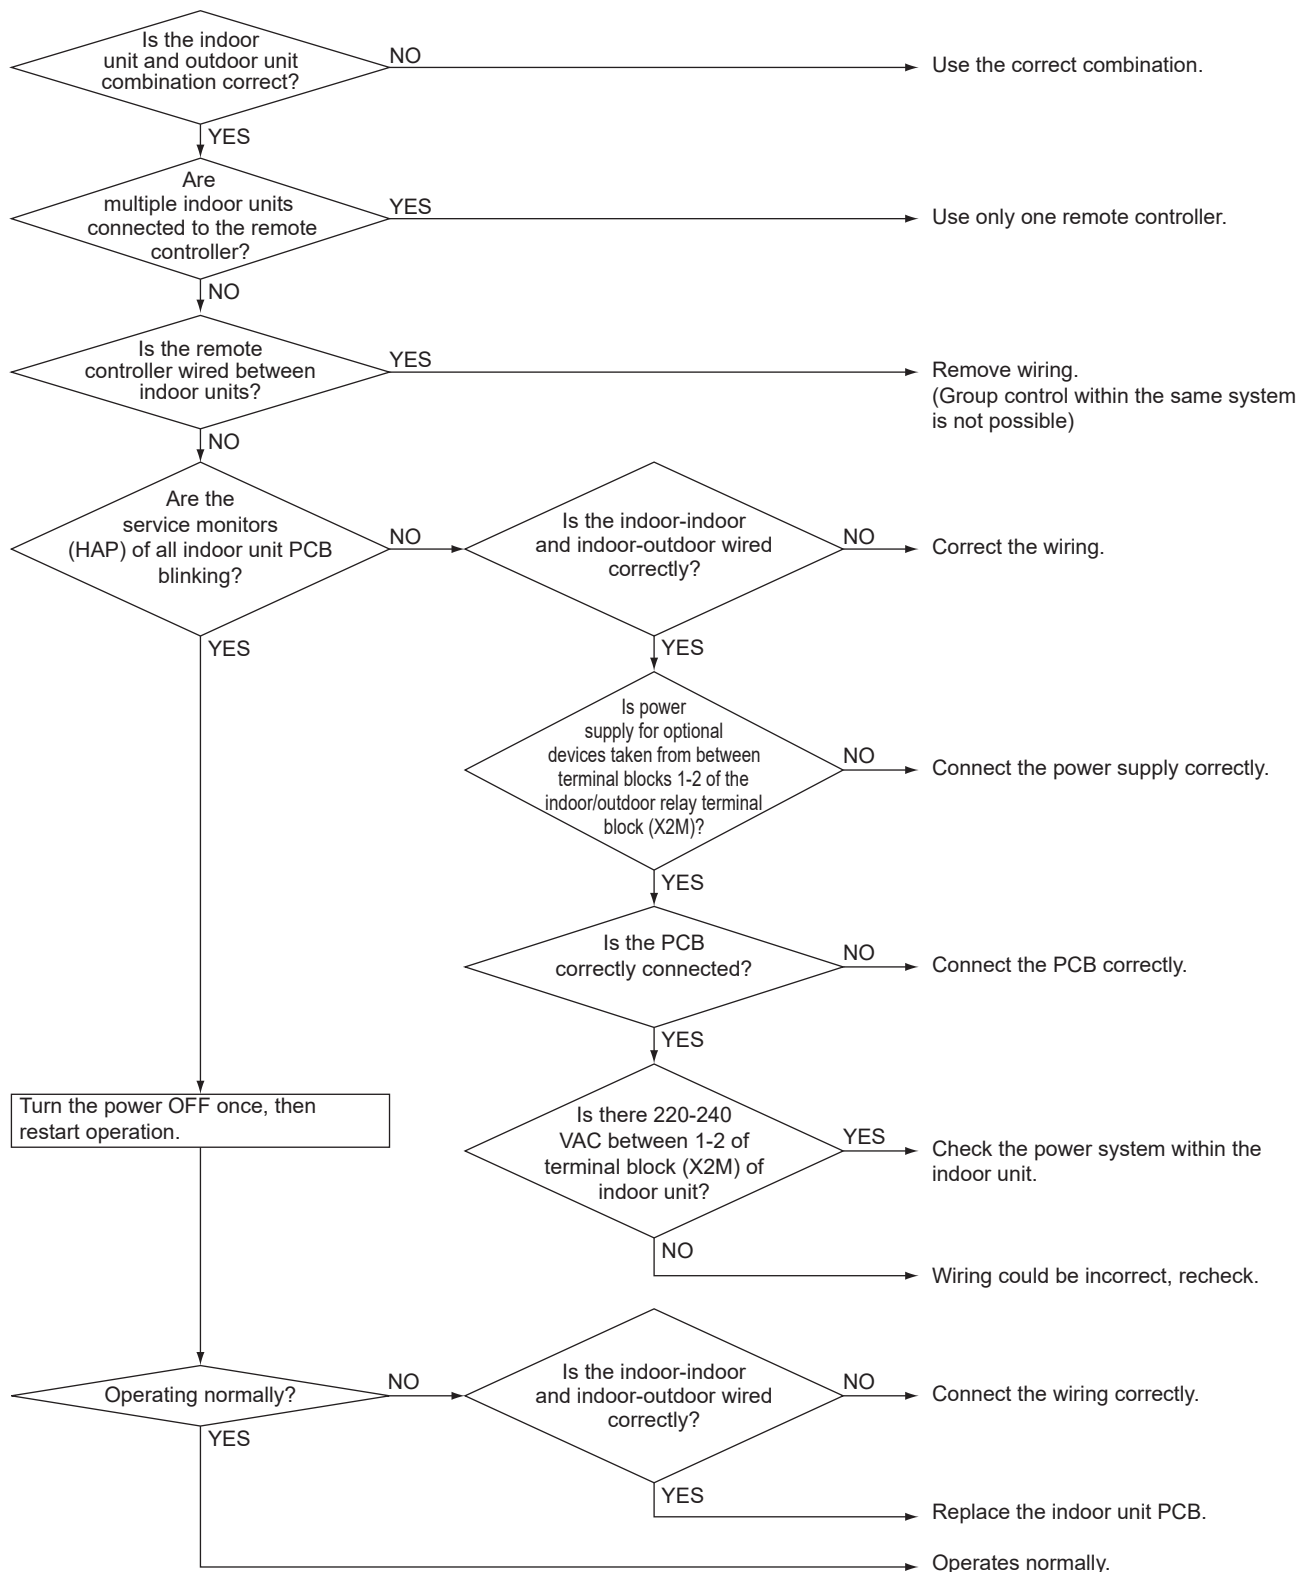 Is the indoor
unit and outdoor unit
combination correct?
NO
Use the correct combination.
YES
Are
multiple indoor units
connected to the remote
controller?
YES
Use only one remote controller.
NO
Is the remote
controller wired between
indoor units?
YES
Remove wiring.
(Group control within the same system
is not possible)
NO
Are the
service monitors
(HAP) of all indoor unit PCB
blinking?
NO
Is the indoor-indoor
and indoor-outdoor wired
correctly?
NO
Correct the wiring.
YES
YES
Is power
supply for optional
devices taken from between
terminal blocks 1-2 of the
indoor/outdoor relay terminal
block (X2M)?
NO
Connect the power supply correctly.
YES
Is the PCB
correctly connected?
NO
Connect the PCB correctly.
YES
Turn the power OFF once, then
restart operation.
Is there 220-240
VAC between 1-2 of
terminal block (X2M) of
indoor unit?
YES
Check the power system within the
indoor unit.
NO
Wiring could be incorrect, recheck.
Operating normally?
NO
Is the indoor-indoor
and indoor-outdoor wired
correctly?
NO
Connect the wiring correctly.
YES
YES
Replace the indoor unit PCB.
Operates normally.